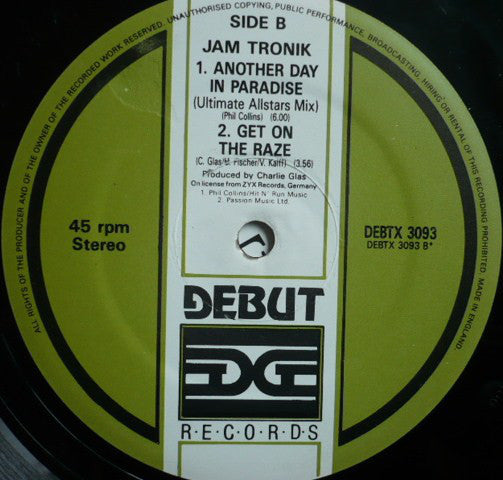 SIDE B
JAM TRONIK
1. ANOTHER DAY
IN PARADISE
(Ultimate Allstars Mix)
(Phil Collins) (6.00)
2. GET ON
THE RAZE
(C. Glas/U. Fischer/V. Kaiff) (3.56)
Produced by Charlie Glas
On license from ZYX Records, Germany
1. Phil Collins/Hit N' Run Music
2. Passion Music Ltd.
45 rpm
Stereo
DEBTX 3093
DEBTX 3093 B*
DEBUT
EDGE
R·E·C·O·R·D·S
ALL RIGHTS OF THE PRODUCER AND OF THE OWNER OF THE RECORDED WORK RESERVED. UNAUTHORISED COPYING, PUBLIC PERFORMANCE, BROADCASTING, HIRING OR RENTAL OF THIS RECORDING PROHIBITED. MADE IN ENGLAND.